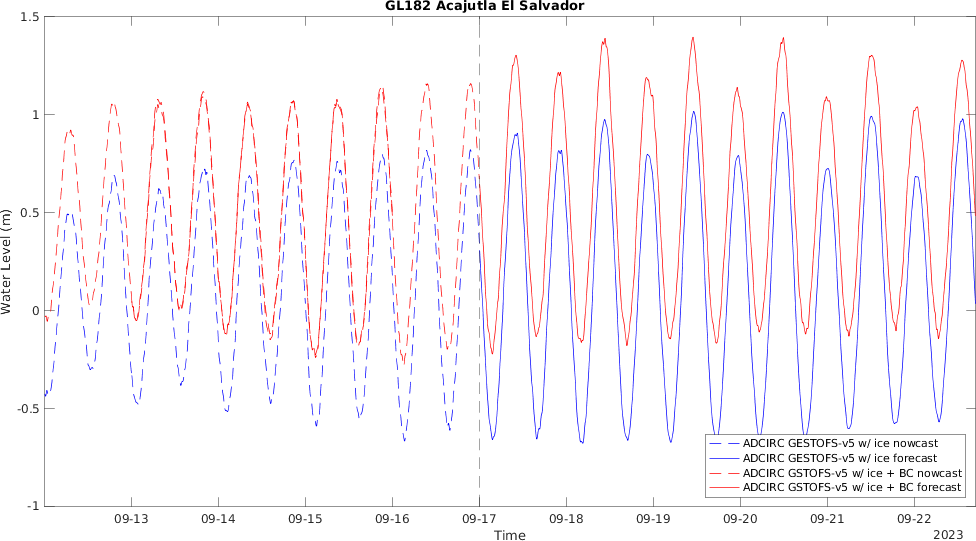 GL182 Acajutla El Salvador
1.5
1
0.5
0
-0.5
-1
Water Level (m)
ADCIRC GESTOFS-v5 w/ ice nowcast
ADCIRC GESTOFS-v5 w/ ice forecast
ADCIRC GSTOFS-v5 w/ ice + BC nowcast
ADCIRC GSTOFS-v5 w/ ice + BC forecast
09-13 09-14 09-15 09-16 09-17 09-18 09-19 09-20 09-21 09-22
Time
2023